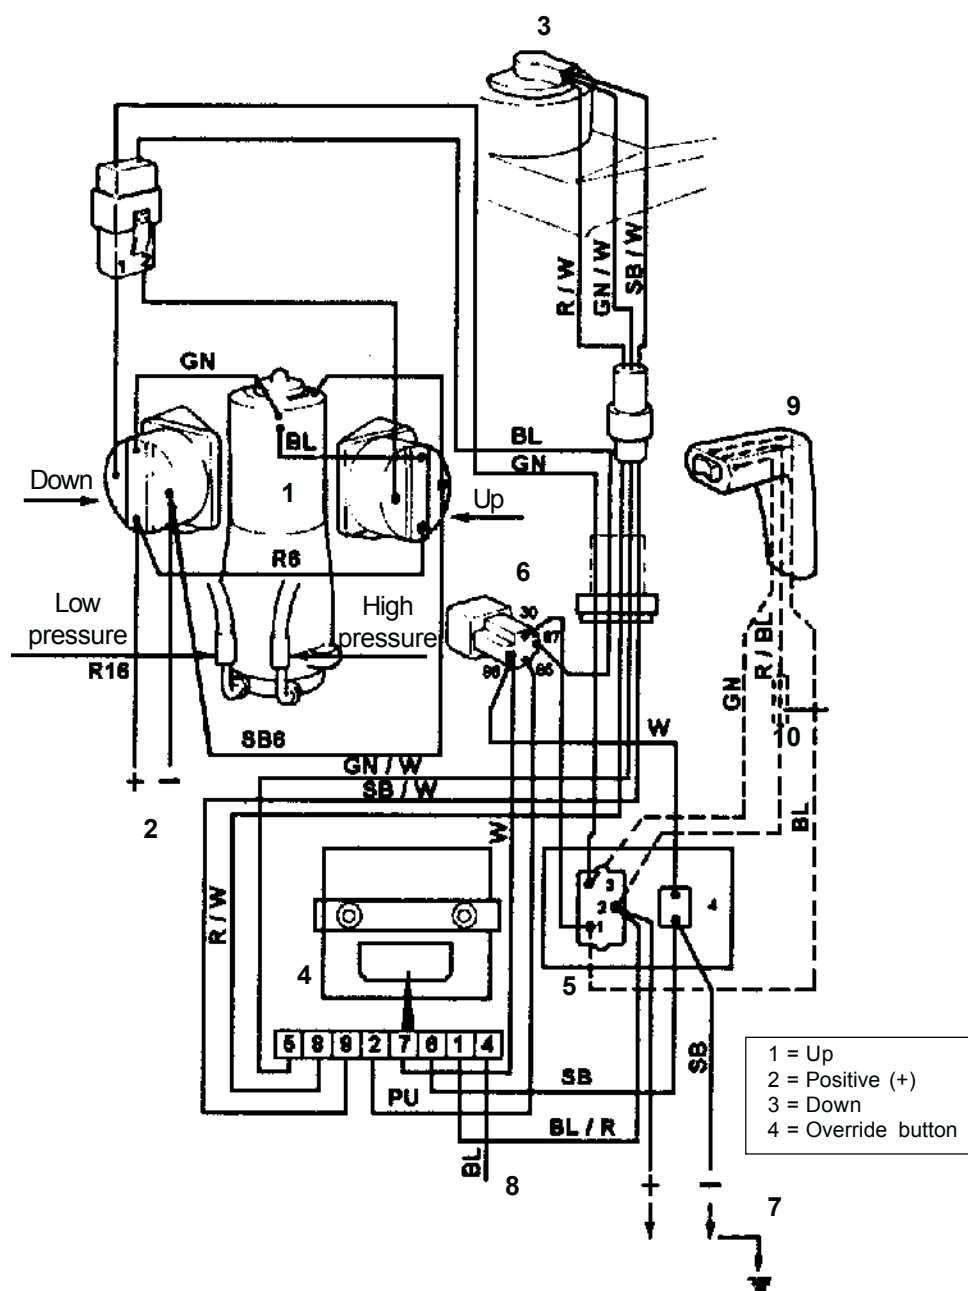 3
1 2
R / W
GN / W
SB / W
GN
9
BL
BL
GN
Down
1
Up
R6
6
Low
pressure
High
pressure
30
87
86
85
R16
R / BL
GN
10
W
SB6
GN / W
SB / W
+ −
2
W
BL
R / W
3
2
1
4
4
5
5 8 9 2 7 6 1 4
SB
SB
PU
BL / R
BL
8
1 = Up
2 = Positive (+)
3 = Down
4 = Override button
+ −
7